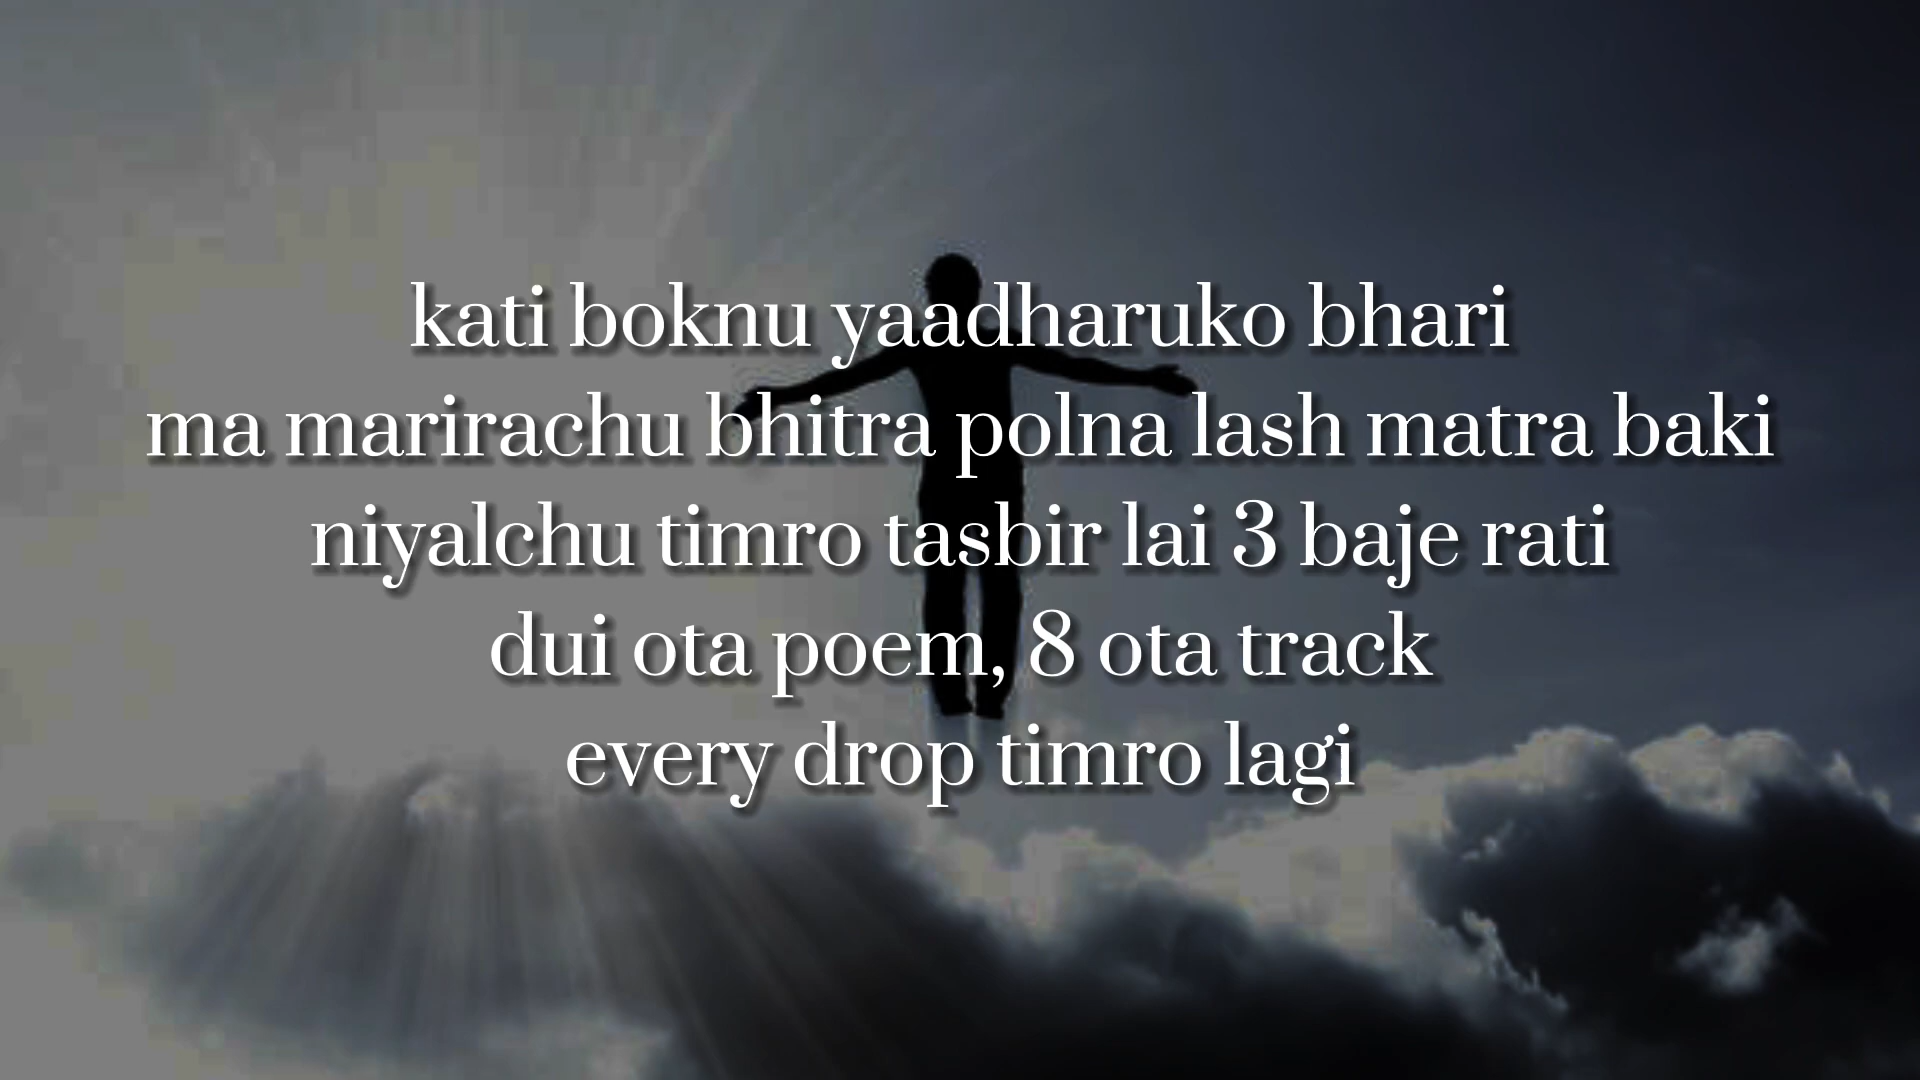 kati boknu yaadharuko bhari
ma marirachu bhitra polna lash matra baki
niyalchu timro tasbir lai 3 baje rati
dui ota poem, 8 ota track
every drop timro lagi